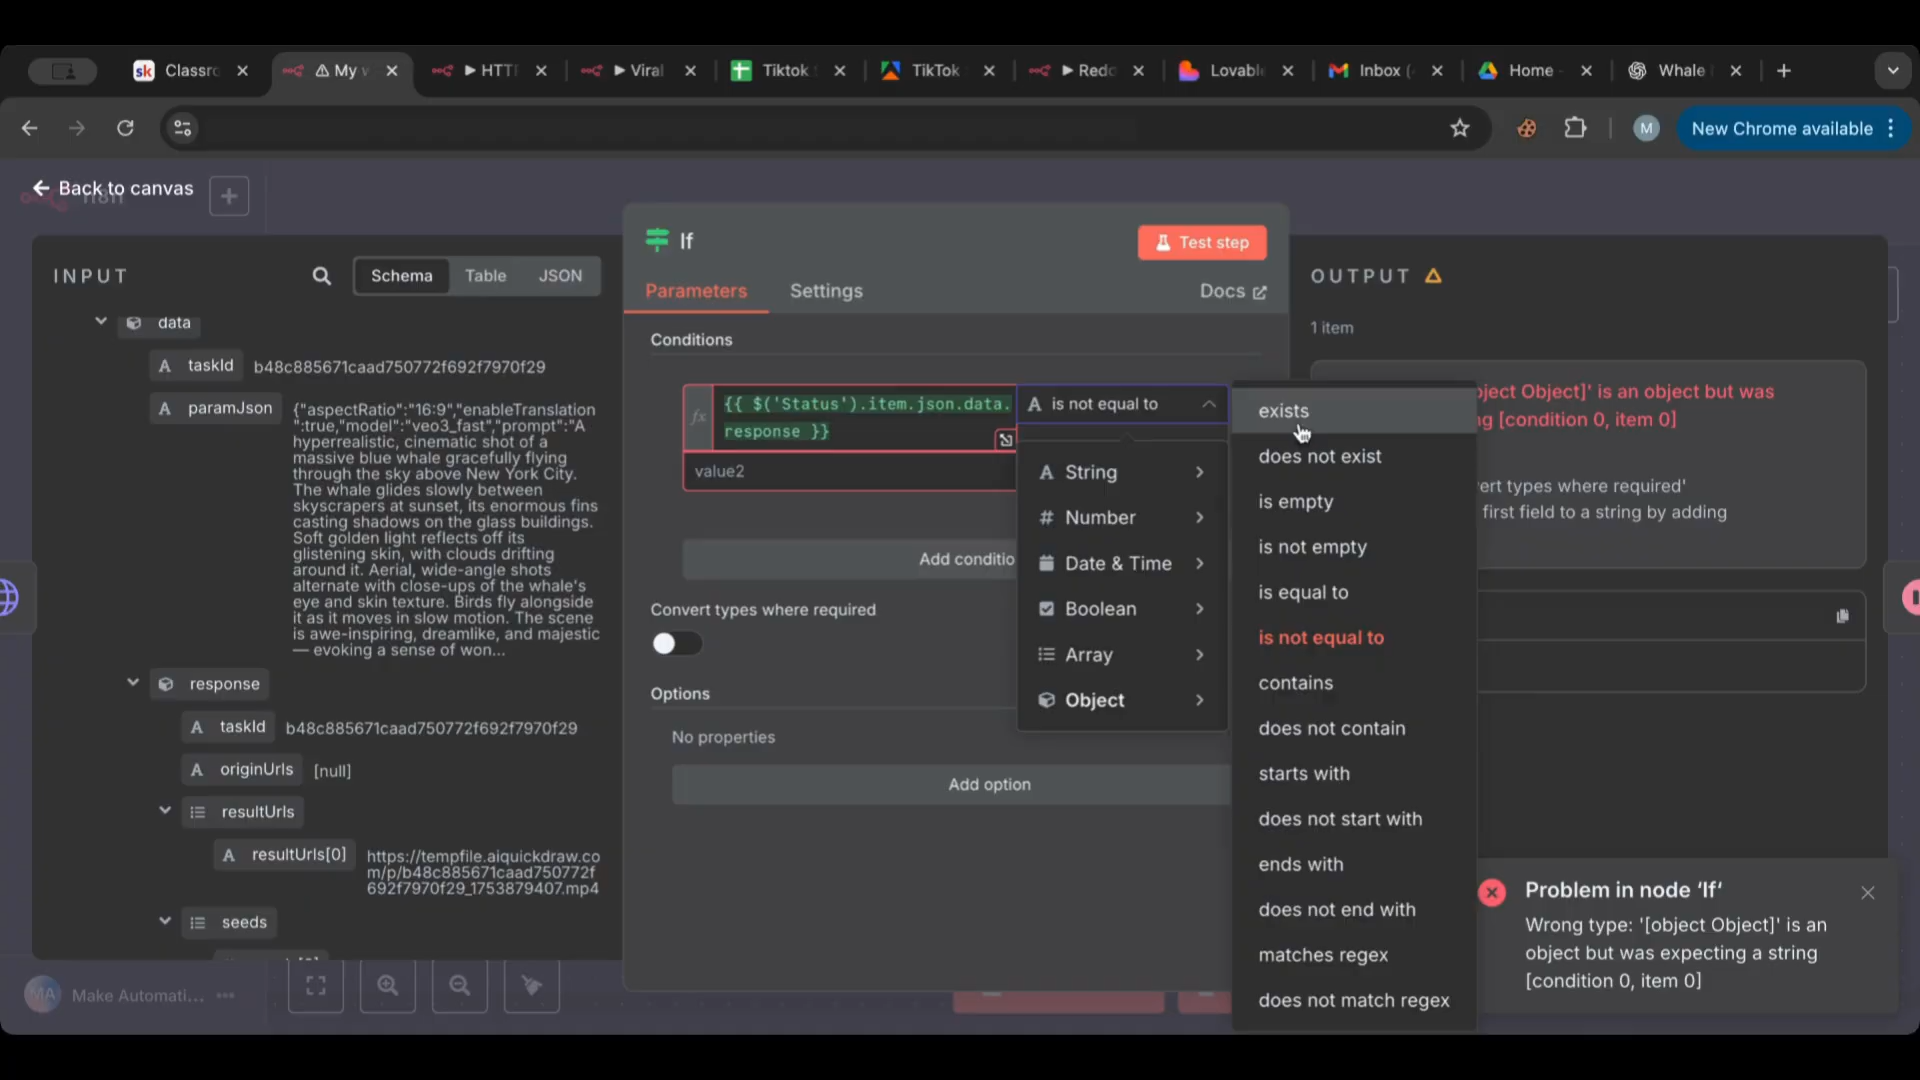 Classro
My w
HTTP
Viral
Tiktok
TikTok
Redd
Lovable
Inbox (
Home -
Whale
New Chrome available
M
Back to canvas
n8n
INPUT
Schema
Table
JSON
data
A taskId b48c885671caad750772f692f7970f29
A paramJson {"aspectRatio":"16:9","enableTranslation
":true,"model":"veo3_fast","prompt":"A
hyperrealistic, cinematic shot of a
massive blue whale gracefully flying
through the sky above New York City.
The whale glides slowly between
skyscrapers at sunset, its enormous fins
casting shadows on the glass buildings.
Soft golden light reflects off its
glistening skin, with clouds drifting
around it. Aerial, wide-angle shots
alternate with close-ups of the whale's
eye and skin texture. Birds fly alongside
it as it moves in slow motion. The scene
is awe-inspiring, dreamlike, and majestic
— evoking a sense of won...
response
A taskId b48c885671caad750772f692f7970f29
A originUrls [null]
resultUrls
A resultUrls[0] https://tempfile.aiquickdraw.co
m/p/b48c885671caad750772f
692f7970f29_1753879407.mp4
seeds
MA Make Automati... •••
If
Test step
Parameters
Settings
Docs
Conditions
fx {{ $('Status').item.json.data.
response }}
value2
A is not equal to
Add conditio
Convert types where required
Options
No properties
Add option
A String
# Number
Date & Time
Boolean
Array
Object
exists
does not exist
is empty
is not empty
is equal to
is not equal to
contains
does not contain
starts with
does not start with
ends with
does not end with
matches regex
does not match regex
OUTPUT
1 item
bject Object]' is an object but was
g [condition 0, item 0]
ert types where required'
first field to a string by adding
Problem in node ‘If‘
Wrong type: '[object Object]' is an
object but was expecting a string
[condition 0, item 0]